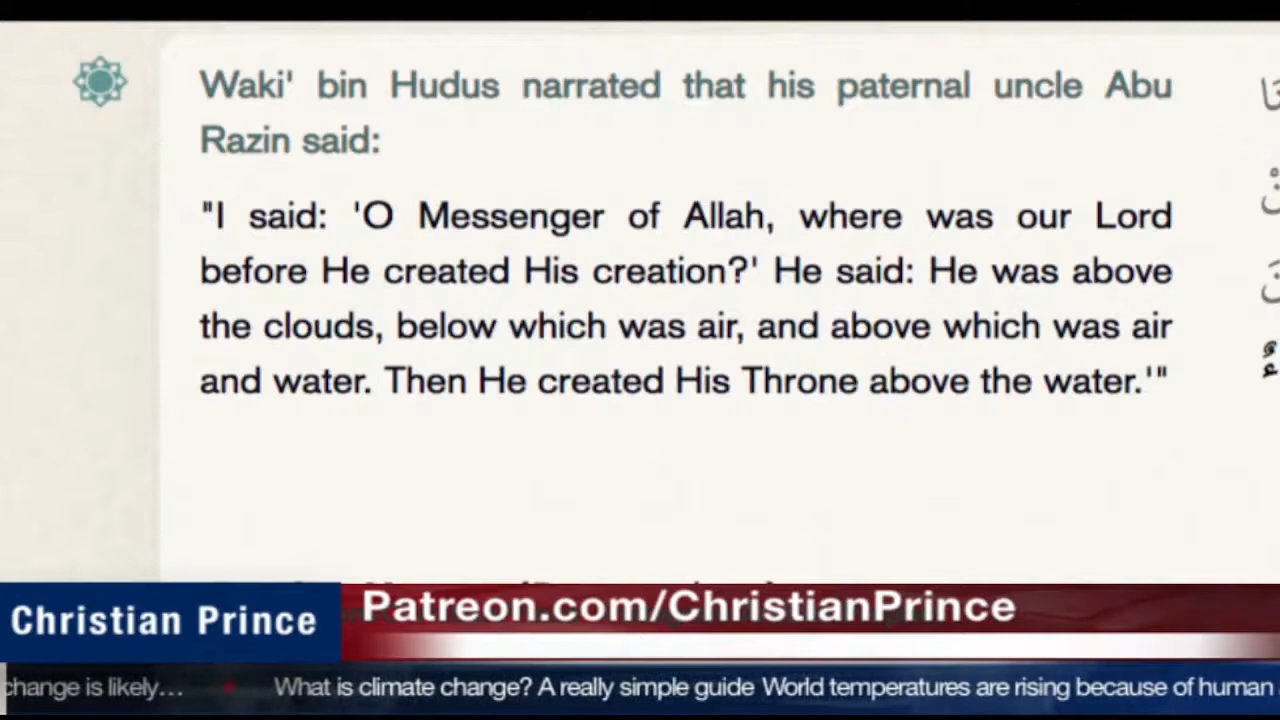 Waki' bin Hudus narrated that his paternal uncle Abu
Razin said:
"I said: 'O Messenger of Allah, where was our Lord
before He created His creation?' He said: He was above
the clouds, below which was air, and above which was air
and water. Then He created His Throne above the water.'"
Christian Prince
Patreon.com/ChristianPrince
change is likely... What is climate change? A really simple guide World temperatures are rising because of human